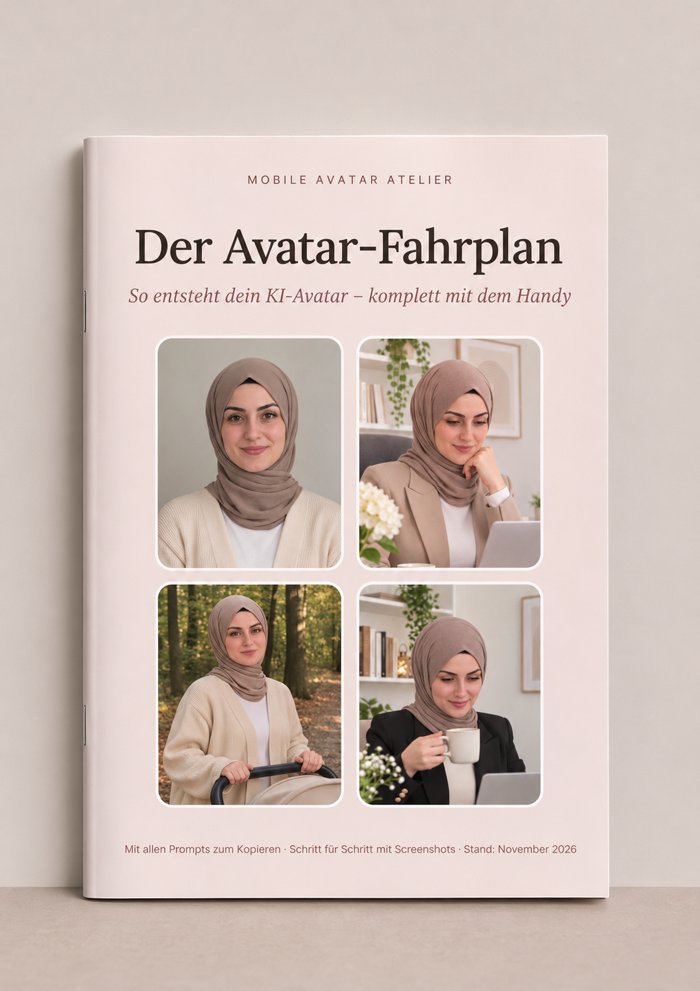 MOBILE AVATAR ATELIER
Der Avatar-Fahrplan
So entsteht dein KI-Avatar – komplett mit dem Handy
Mit allen Prompts zum Kopieren · Schritt für Schritt mit Screenshots · Stand: November 2026